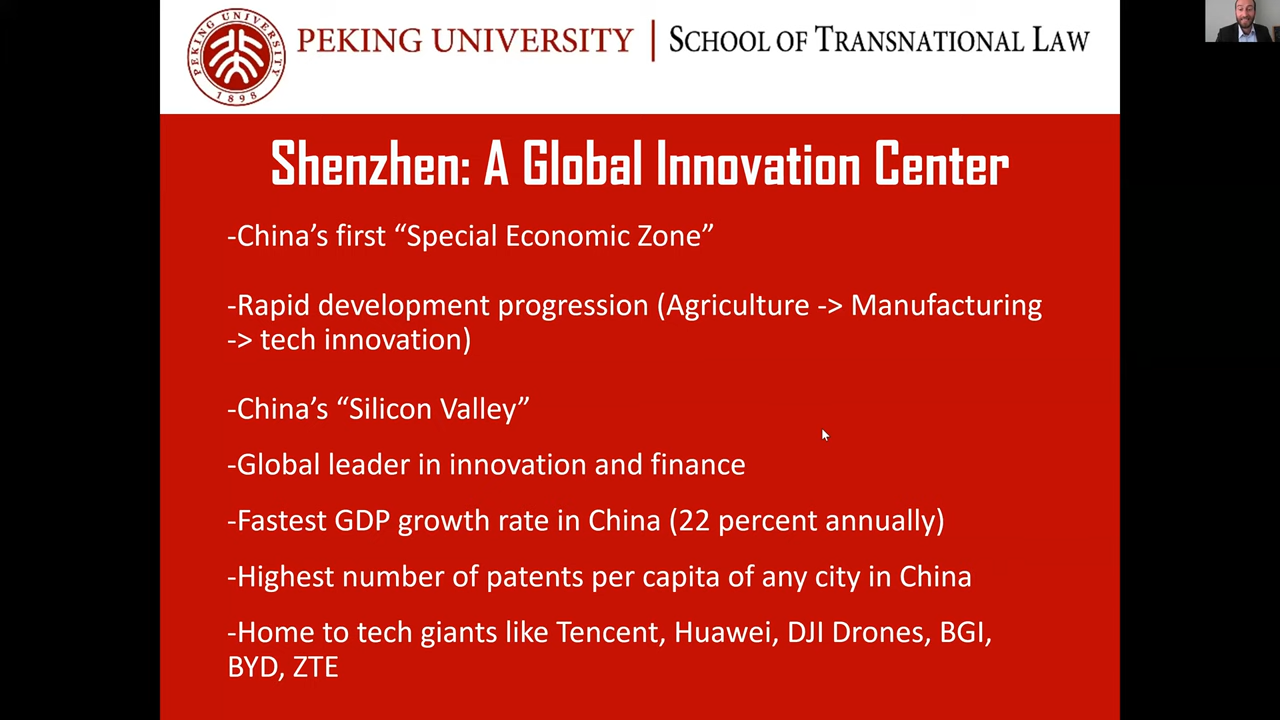 PEKING UNIVERSITY
1898
PEKING UNIVERSITY | SCHOOL OF TRANSNATIONAL LAW
Shenzhen: A Global Innovation Center
-China’s first “Special Economic Zone”
-Rapid development progression (Agriculture -> Manufacturing
-> tech innovation)
-China’s “Silicon Valley”
-Global leader in innovation and finance
-Fastest GDP growth rate in China (22 percent annually)
-Highest number of patents per capita of any city in China
-Home to tech giants like Tencent, Huawei, DJI Drones, BGI,
BYD, ZTE